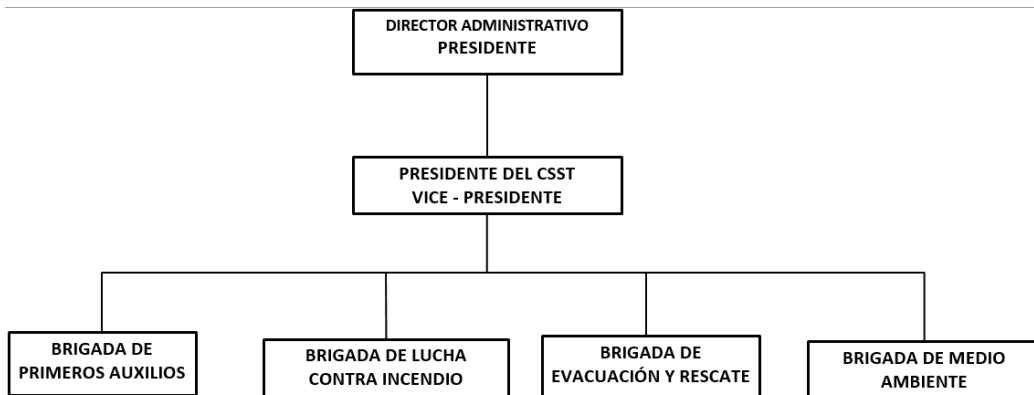 DIRECTOR ADMINISTRATIVO
PRESIDENTE
PRESIDENTE DEL CSST
VICE - PRESIDENTE
BRIGADA DE
PRIMEROS AUXILIOS
BRIGADA DE LUCHA
CONTRA INCENDIO
BRIGADA DE
EVACUACIÓN Y RESCATE
BRIGADA DE MEDIO
AMBIENTE